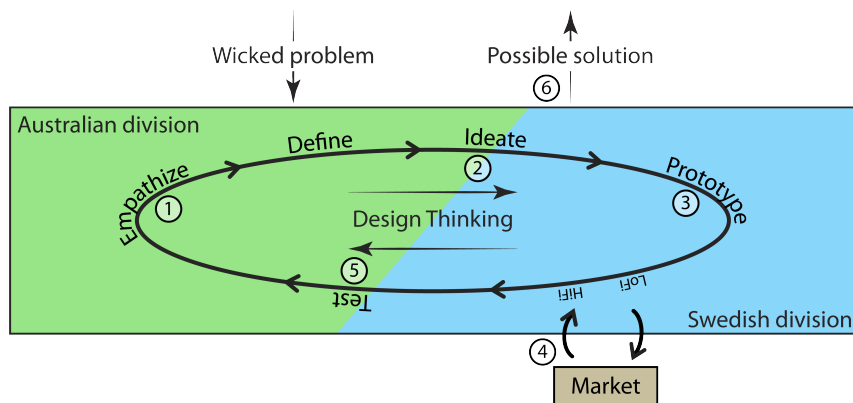 Wicked problem
Possible solution
6
Australian division
Define
Ideate
Empathize
Prototype
2
1
3
Design Thinking
5
Test
HiFi
LoFi
Swedish division
4
Market